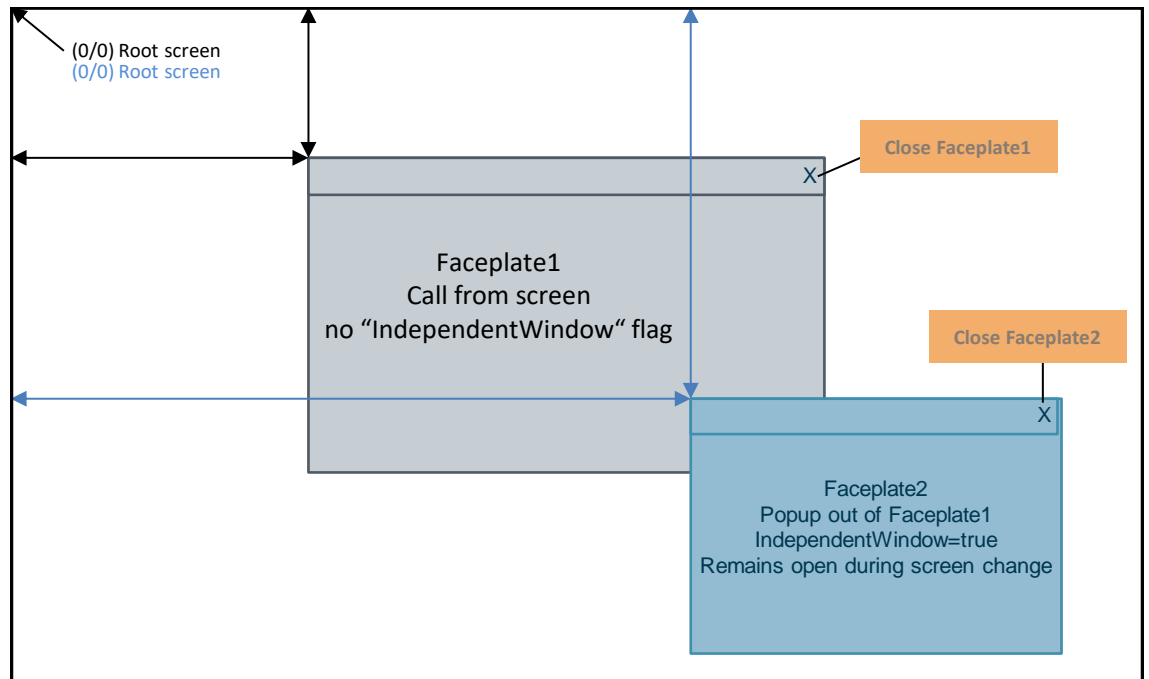 (0/0) Root screen
(0/0) Root screen
Close Faceplate1
X
Faceplate1
Call from screen
no “IndependentWindow“ flag
Close Faceplate2
X
Faceplate2
Popup out of Faceplate1
IndependentWindow=true
Remains open during screen change